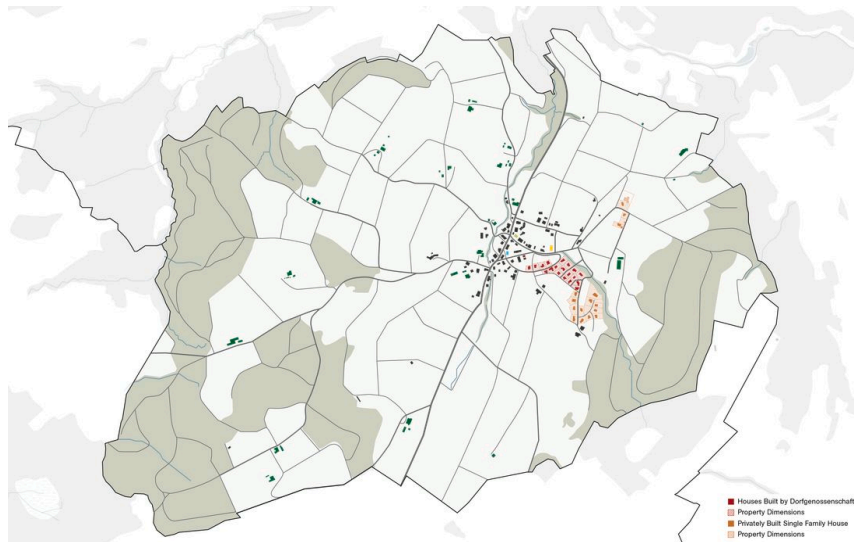 Houses Built by Dorfgenossenschaft
Property Dimensions
Privately Built Single Family House
Property Dimensions